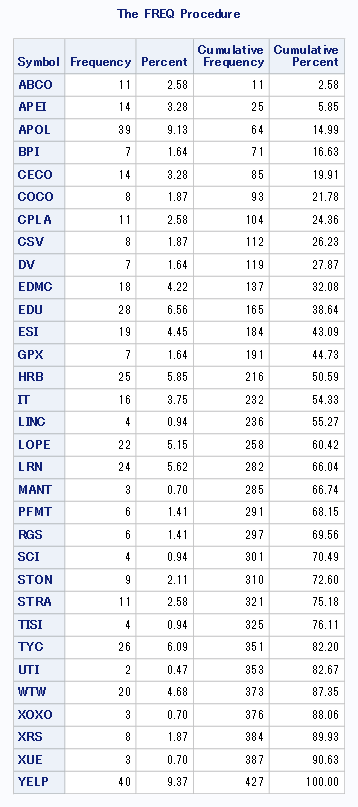 The FREQ Procedure
Symbol Frequency Percent Cumulative Frequency Cumulative Percent
ABCO 11 2.58 11 2.58
APEI 14 3.28 25 5.85
APOL 39 9.13 64 14.99
BPI 7 1.64 71 16.63
CECO 14 3.28 85 19.91
COCO 8 1.87 93 21.78
CPLA 11 2.58 104 24.36
CSV 8 1.87 112 26.23
DV 7 1.64 119 27.87
EDMC 18 4.22 137 32.08
EDU 28 6.56 165 38.64
ESI 19 4.45 184 43.09
GPX 7 1.64 191 44.73
HRB 25 5.85 216 50.59
IT 16 3.75 232 54.33
LINC 4 0.94 236 55.27
LOPE 22 5.15 258 60.42
LRN 24 5.62 282 66.04
MANT 3 0.70 285 66.74
PFMT 6 1.41 291 68.15
RGS 6 1.41 297 69.56
SCI 4 0.94 301 70.49
STON 9 2.11 310 72.60
STRA 11 2.58 321 75.18
TISI 4 0.94 325 76.11
TYC 26 6.09 351 82.20
UTI 2 0.47 353 82.67
WTW 20 4.68 373 87.35
XOXO 3 0.70 376 88.06
XRS 8 1.87 384 89.93
XUE 3 0.70 387 90.63
YELP 40 9.37 427 100.00